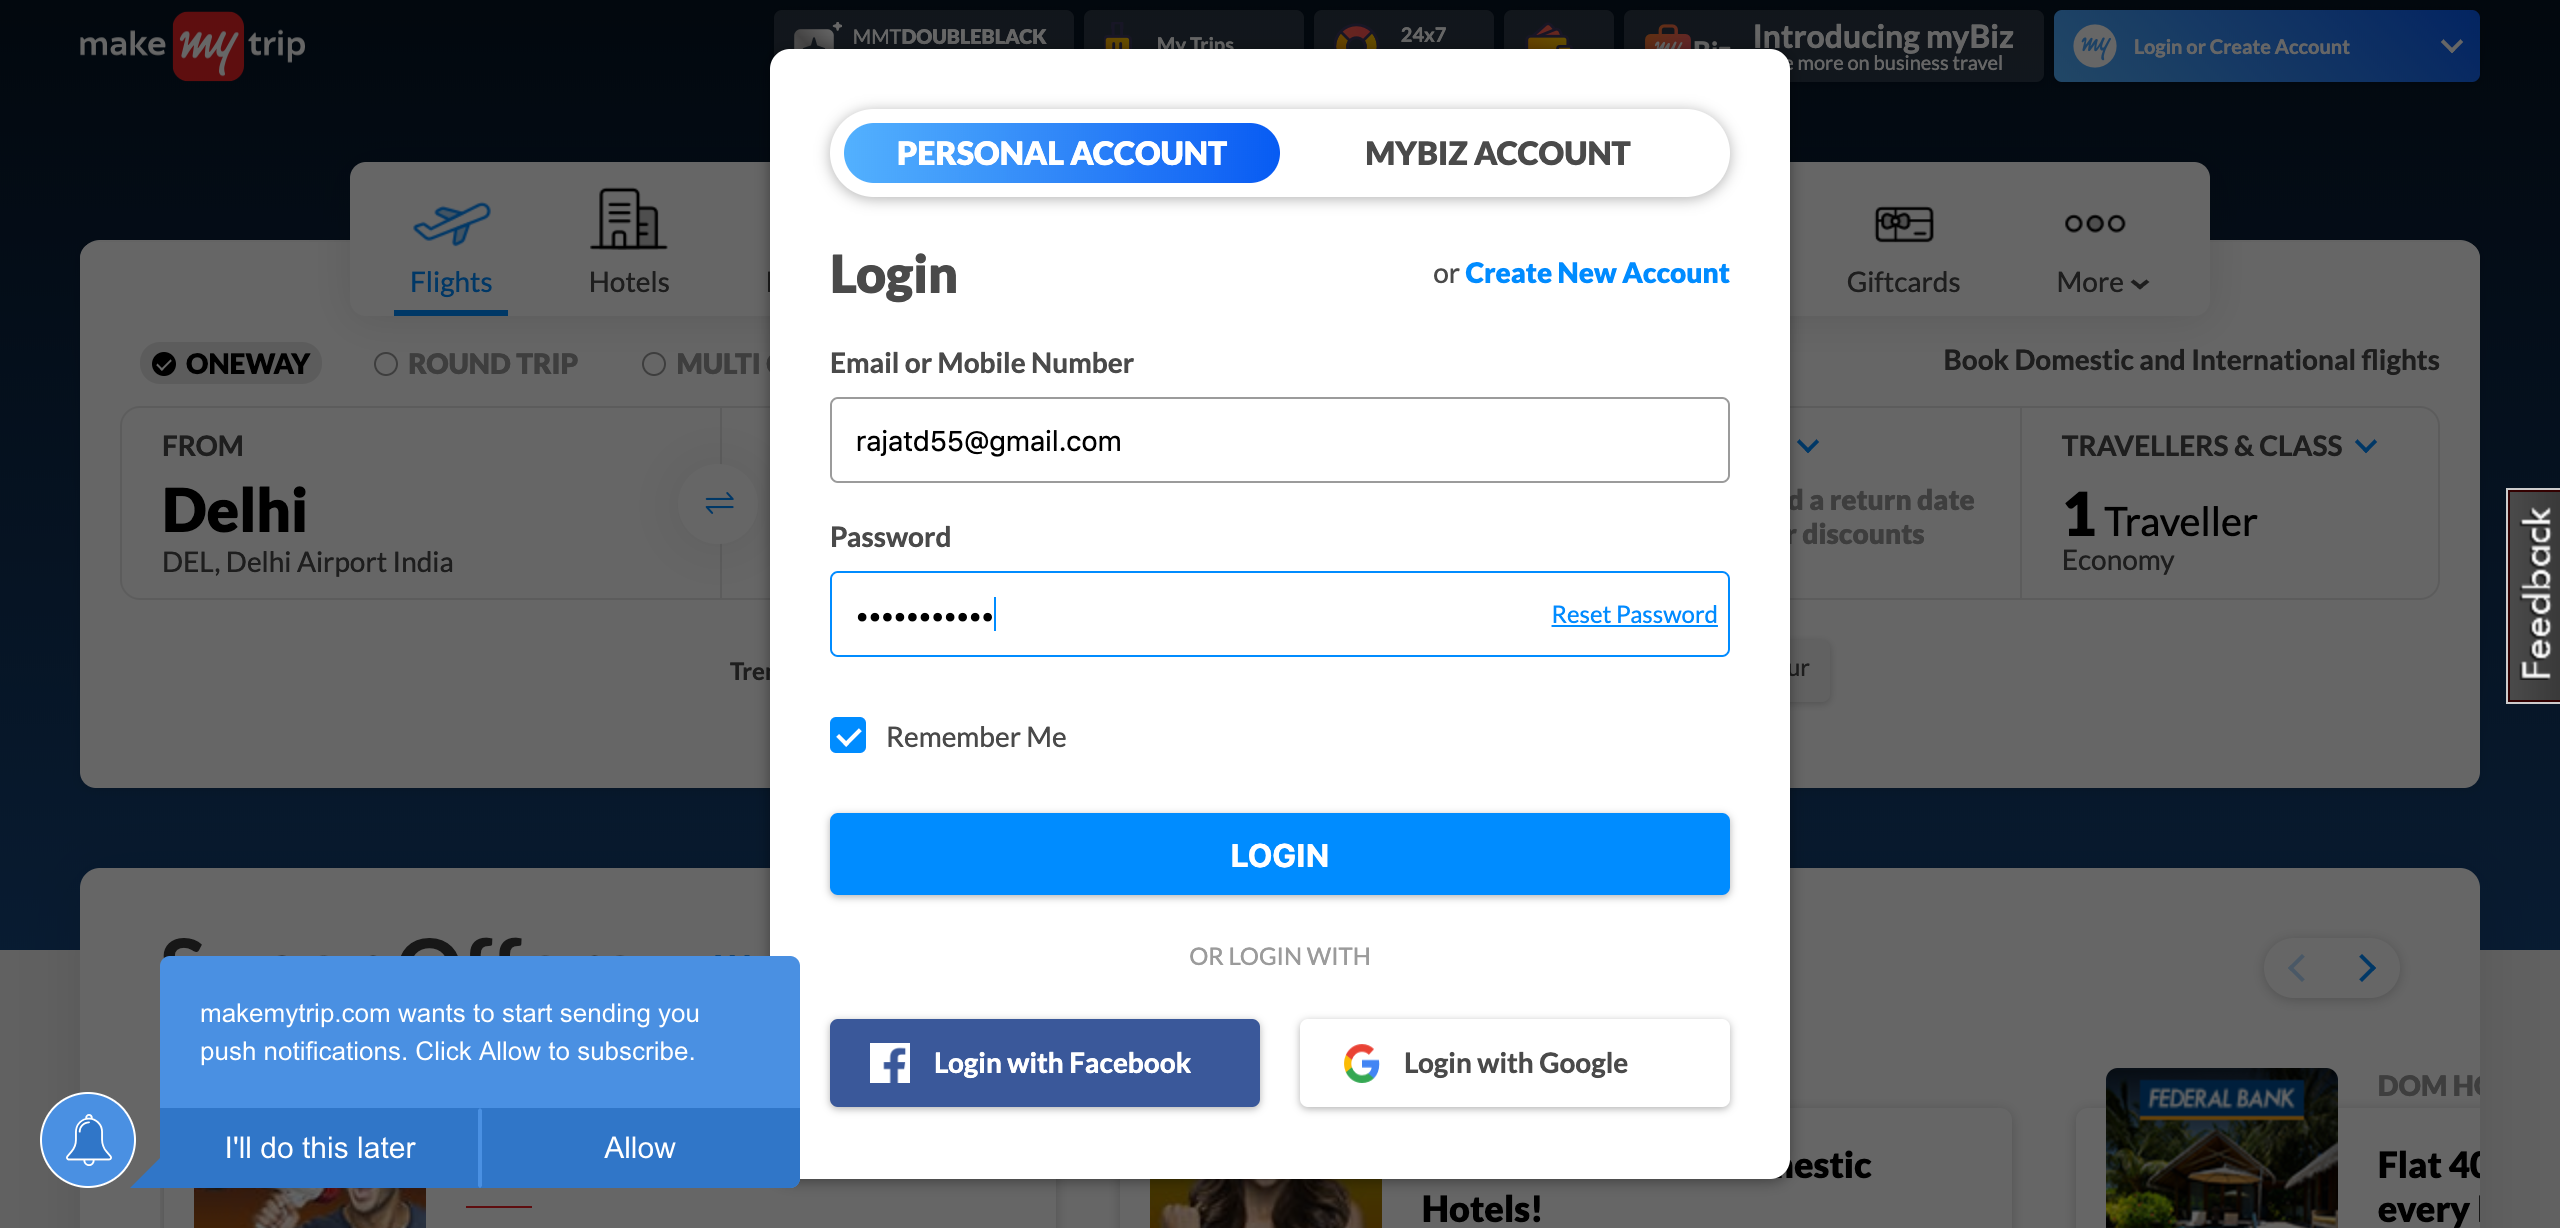 make my trip
MMTDOUBLEBLACK
My Trips
24x7
Introducing myBiz
more on business travel
my
Login or Create Account
PERSONAL ACCOUNT
MYBIZ ACCOUNT
Flights
Hotels
Giftcards
More
Login
or Create New Account
ONEWAY
ROUND TRIP
MULTI
Book Domestic and International flights
Email or Mobile Number
rajatd55@gmail.com
FROM
Delhi
DEL, Delhi Airport India
a return date
discounts
TRAVELLERS & CLASS
1 Traveller
Economy
Password
•••••••••••
Reset Password
Feedback
Remember Me
LOGIN
OR LOGIN WITH
Login with Facebook
Login with Google
makemytrip.com wants to start sending you
push notifications. Click Allow to subscribe.
I'll do this later
Allow
FEDERAL BANK
DOM
Hotels!
Flat
every